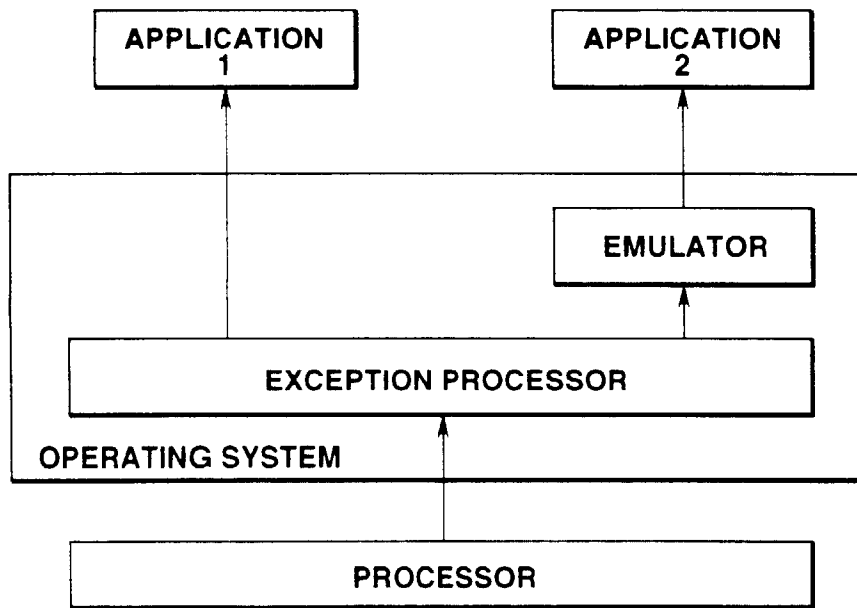 APPLICATION
1
APPLICATION
2
EMULATOR
EXCEPTION PROCESSOR
OPERATING SYSTEM
PROCESSOR